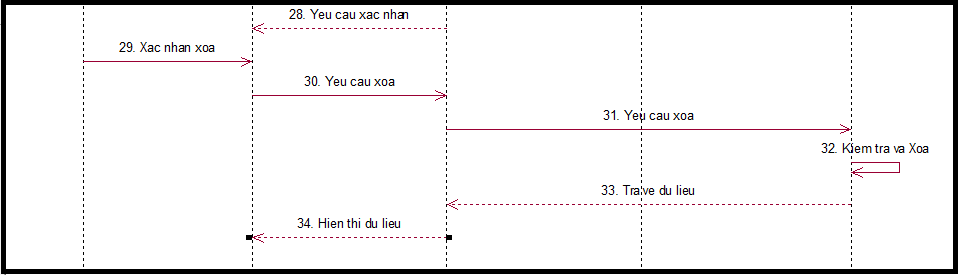 28. Yeu cau xac nhan
29. Xac nhan xoa
30. Yeu cau xoa
31. Yeu cau xoa
32. Kiem tra va Xoa
33. Tra ve du lieu
34. Hien thi du lieu